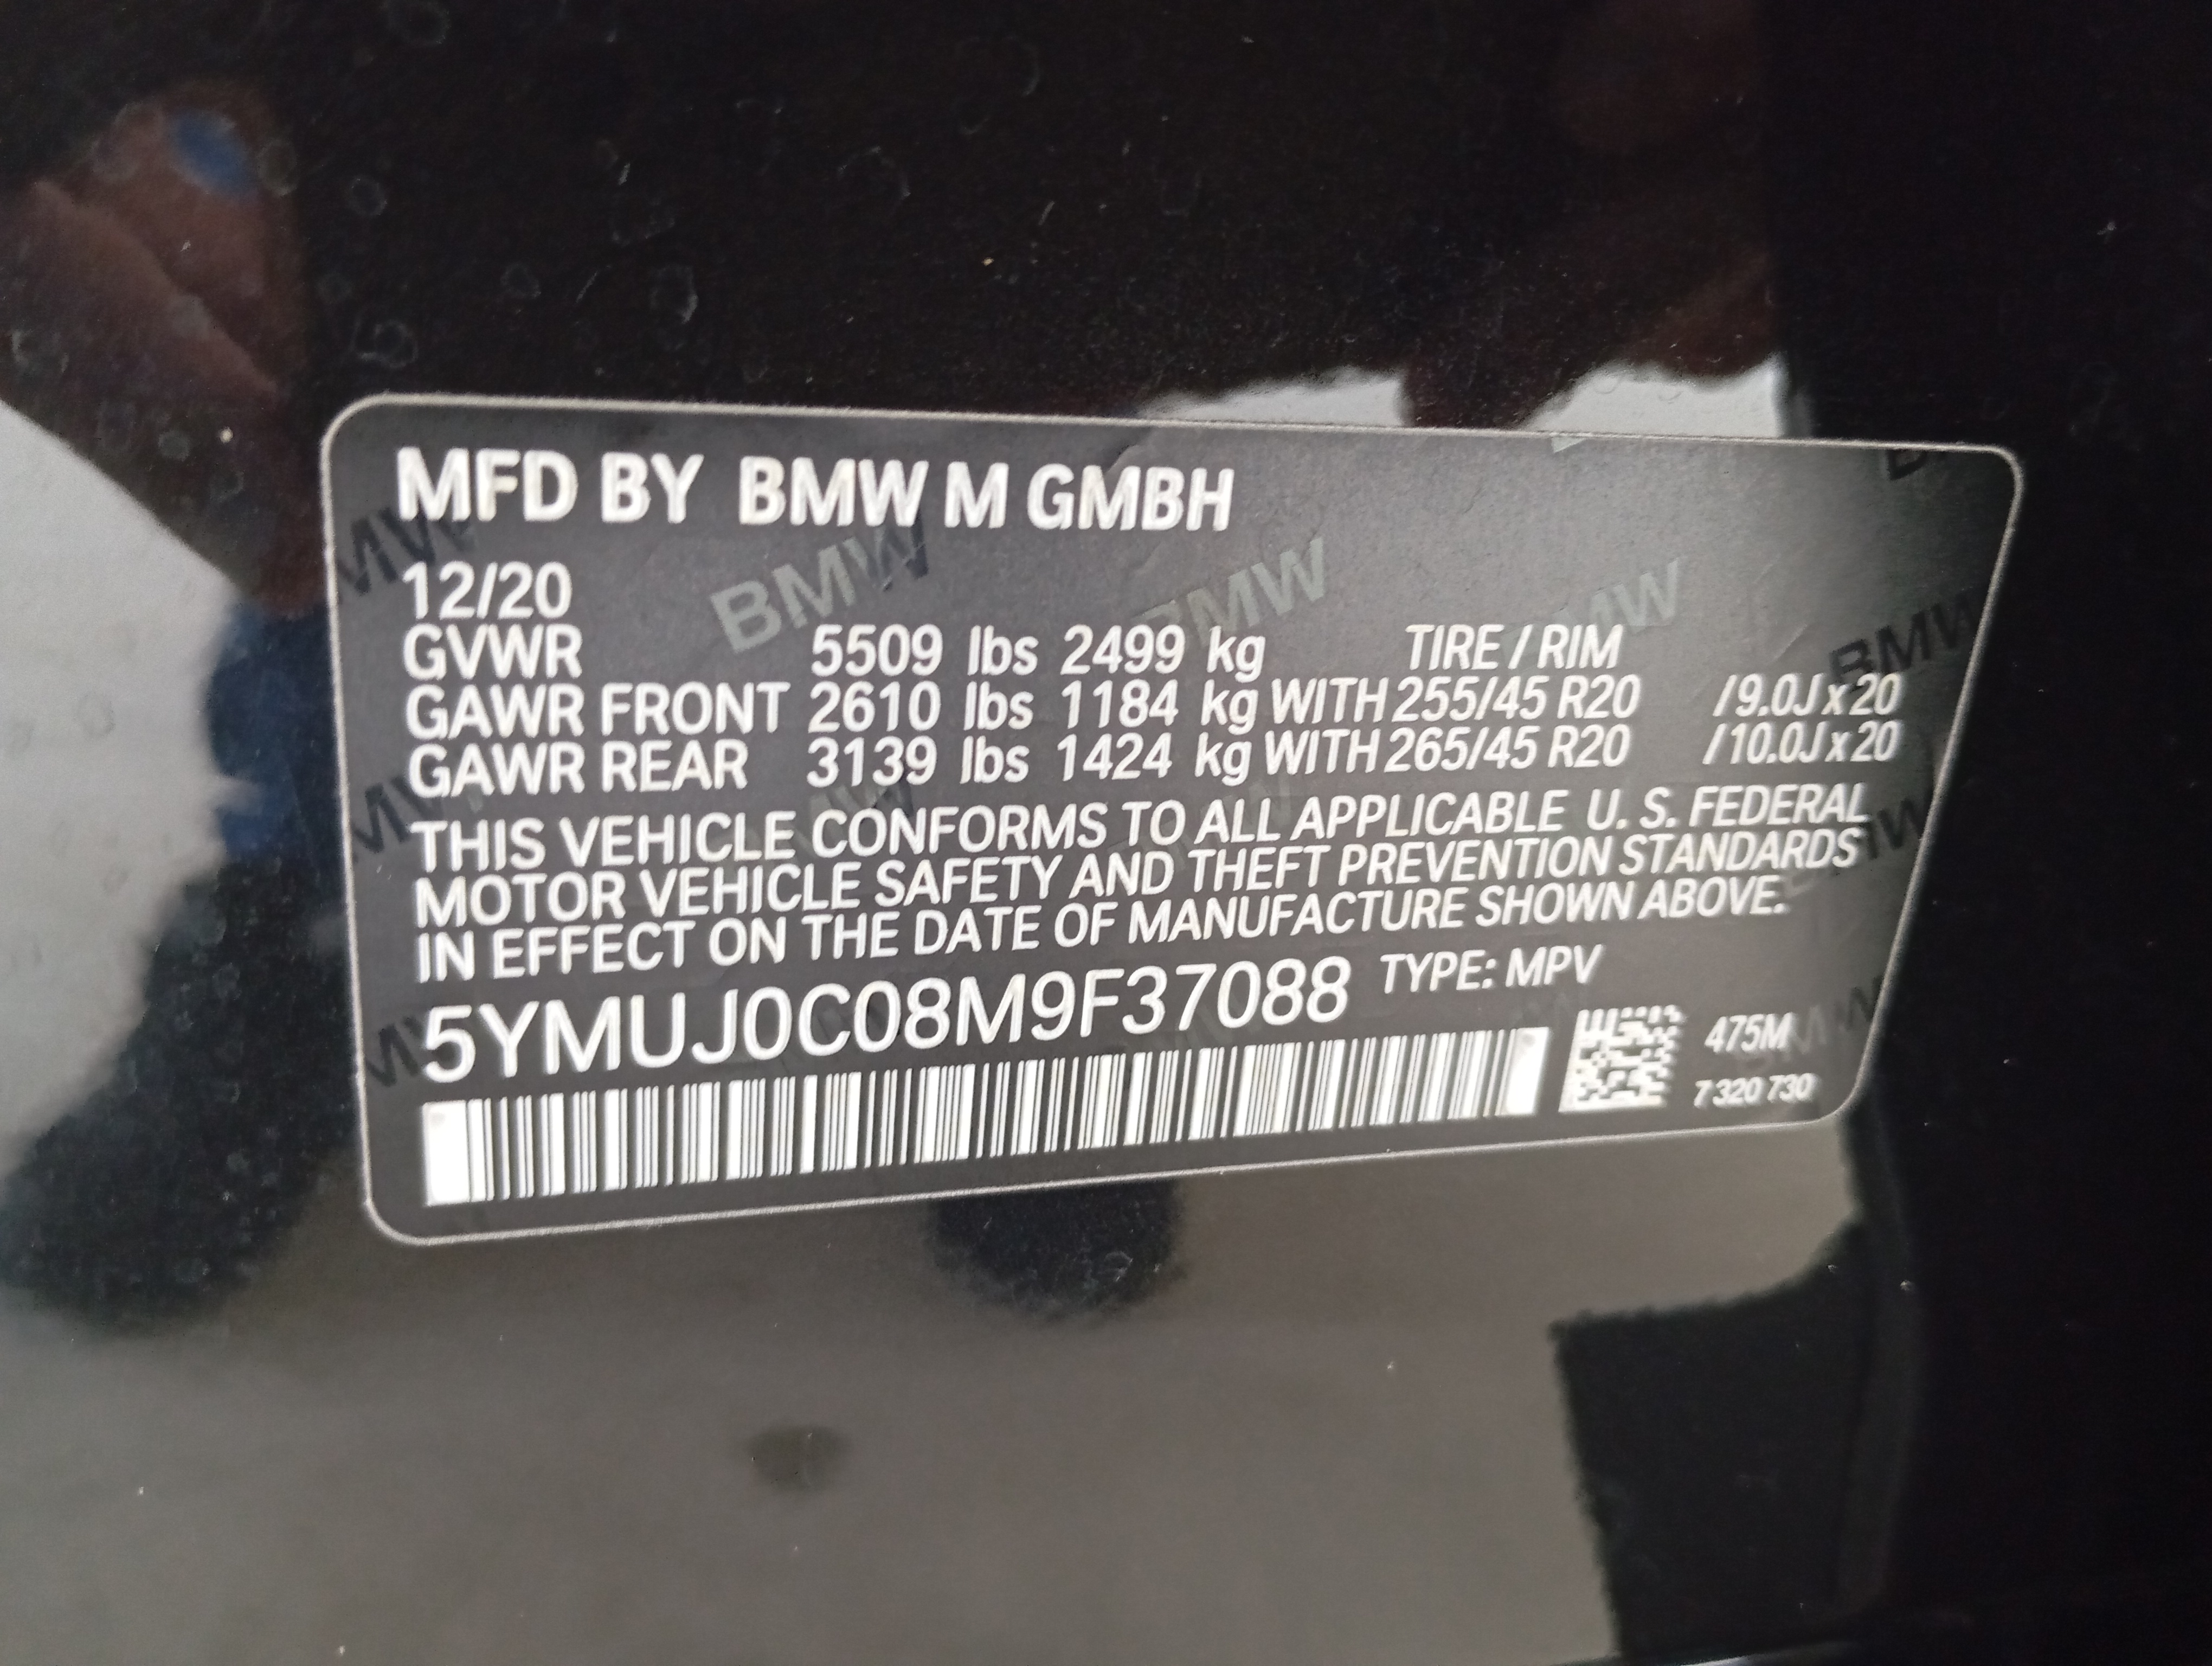 MFD BY BMW M GMBH
12/20
GVWR 5509 lbs 2499 kg TIRE / RIM
GAWR FRONT 2610 lbs 1184 kg WITH 255/45 R20 /9.0J x 20
GAWR REAR 3139 lbs 1424 kg WITH 265/45 R20 /10.0J x 20
THIS VEHICLE CONFORMS TO ALL APPLICABLE U. S. FEDERAL
MOTOR VEHICLE SAFETY AND THEFT PREVENTION STANDARDS
IN EFFECT ON THE DATE OF MANUFACTURE SHOWN ABOVE.
5YMUJ0C08M9F37088 TYPE: MPV
475M
7 320 730